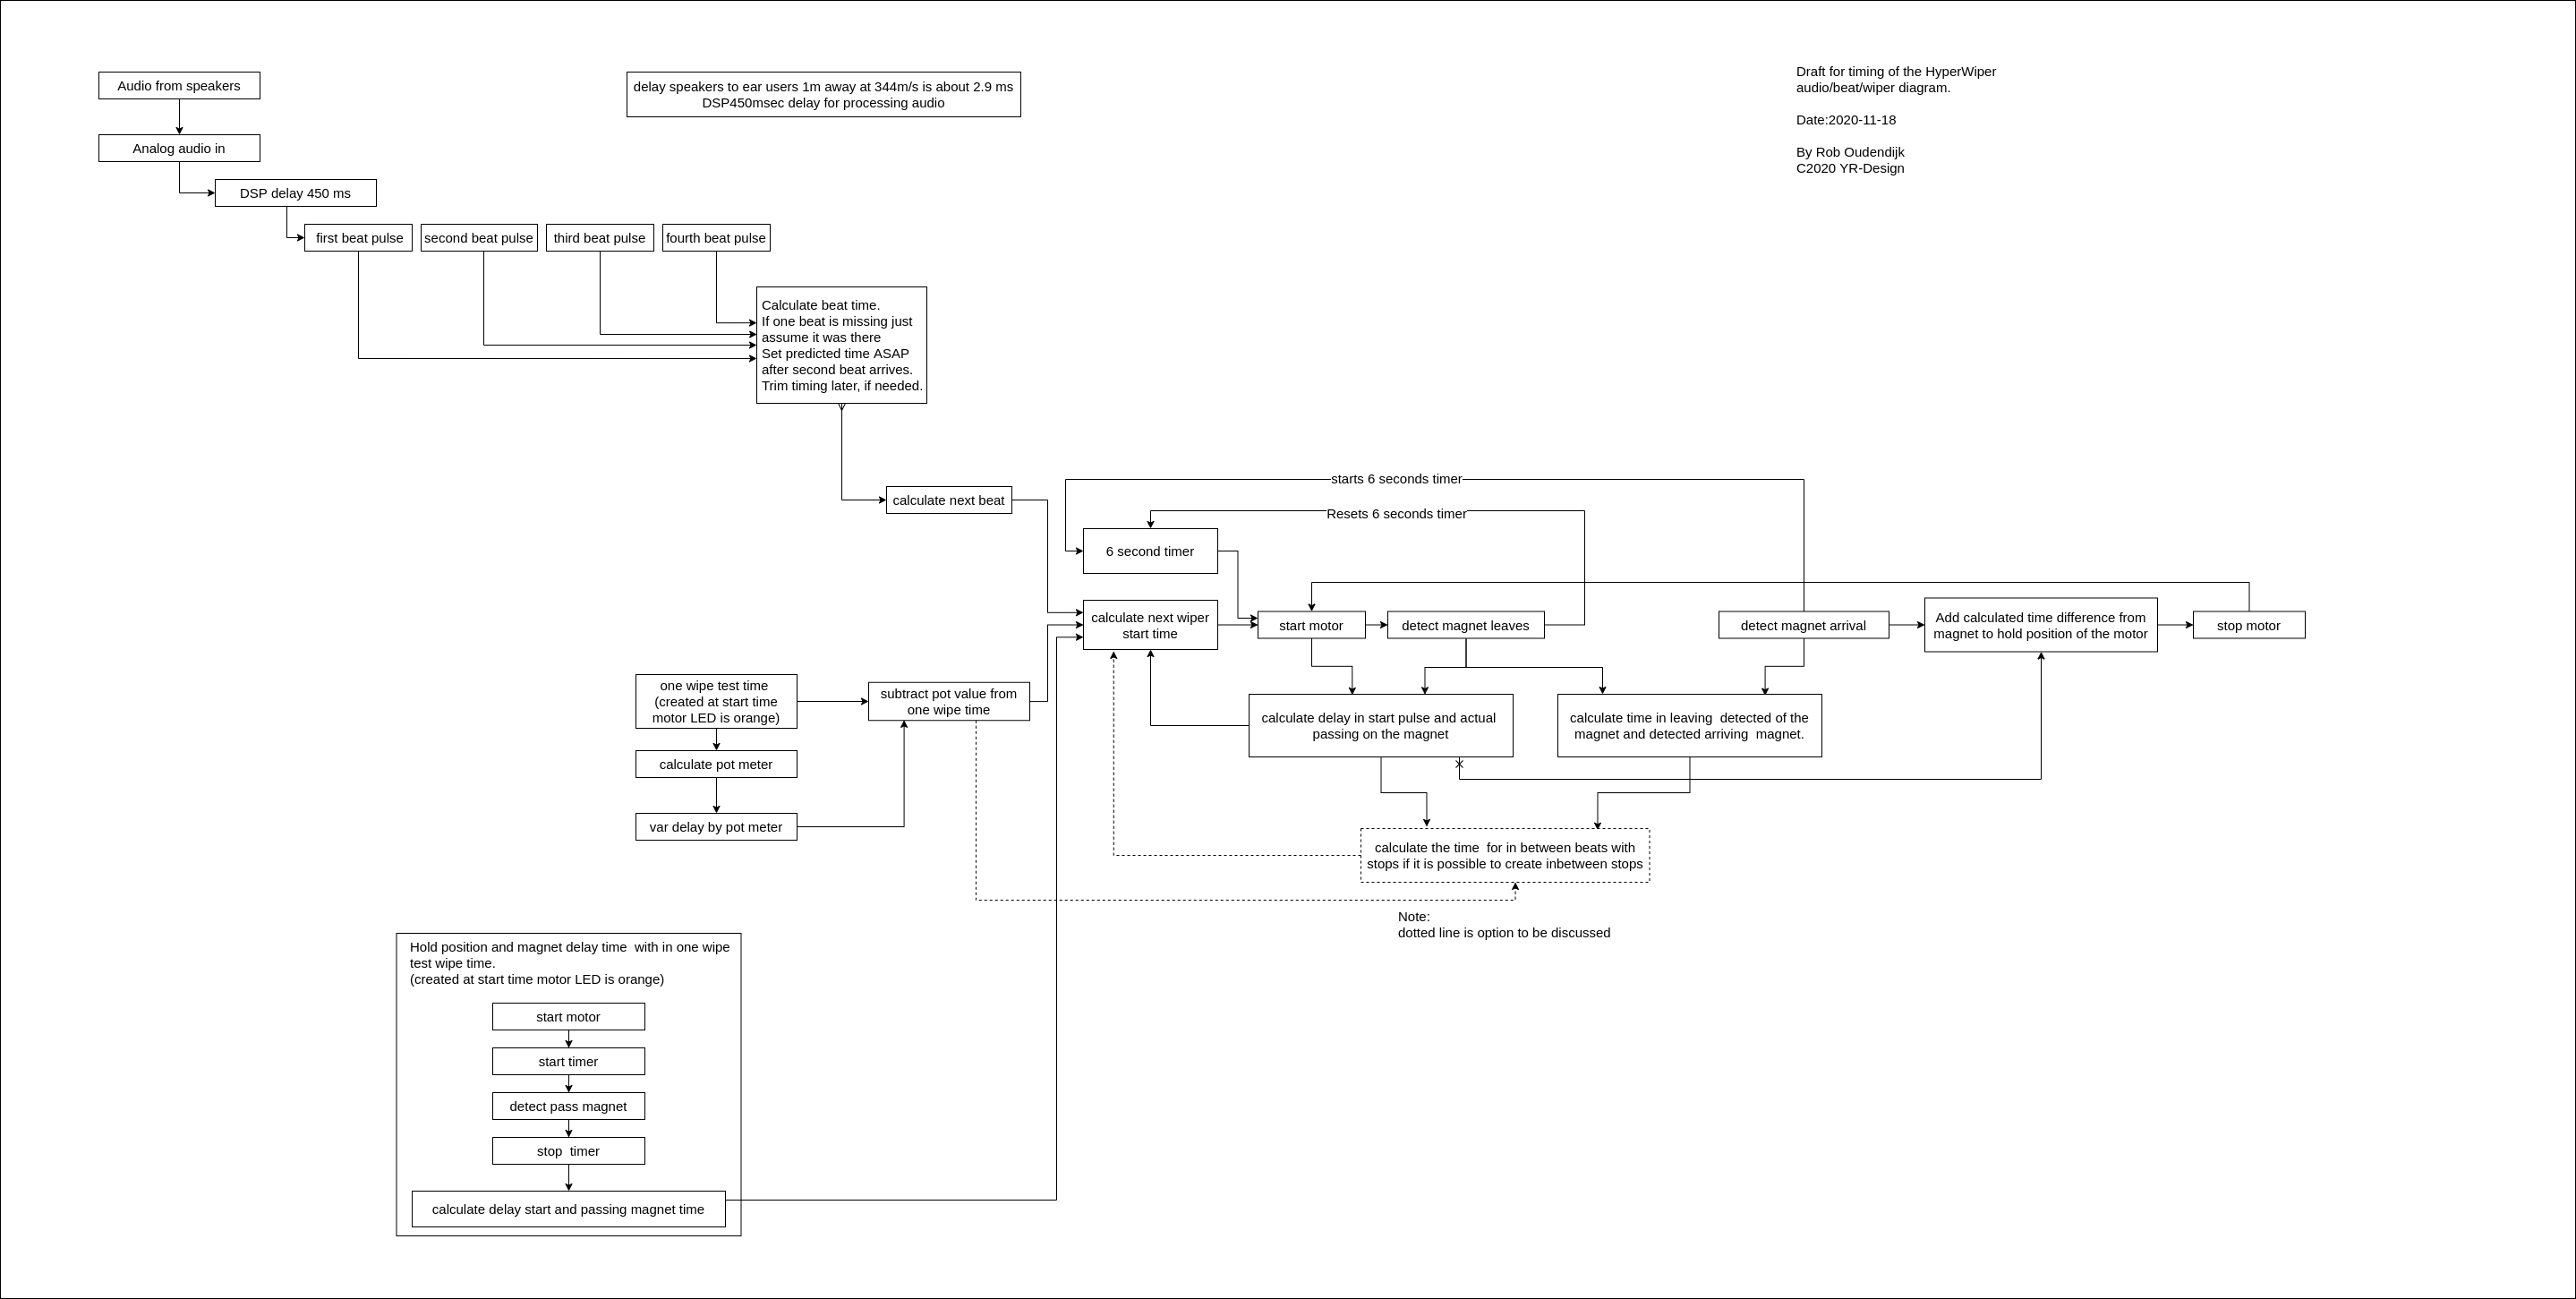 Audio from speakers
delay speakers to ear users 1m away at 344m/s is about 2.9 ms
DSP450msec delay for processing audio
Draft for timing of the HyperWiper
audio/beat/wiper diagram.
Date:2020-11-18
By Rob Oudendijk
C2020 YR-Design
Analog audio in
DSP delay 450 ms
first beat pulse
second beat pulse
third beat pulse
fourth beat pulse
Calculate beat time.
If one beat is missing just
assume it was there
Set predicted time ASAP
after second beat arrives.
Trim timing later, if needed.
calculate next beat
starts 6 seconds timer
Resets 6 seconds timer
6 second timer
calculate next wiper
start time
start motor
detect magnet leaves
detect magnet arrival
Add calculated time difference from
magnet to hold position of the motor
stop motor
one wipe test time
(created at start time
motor LED is orange)
subtract pot value from
one wipe time
calculate delay in start pulse and actual
passing on the magnet
calculate time in leaving  detected of the
magnet and detected arriving  magnet.
calculate pot meter
var delay by pot meter
calculate the time  for in between beats with
stops if it is possible to create inbetween stops
Note:
dotted line is option to be discussed
Hold position and magnet delay time  with in one wipe
test wipe time.
(created at start time motor LED is orange)
start motor
start timer
detect pass magnet
stop  timer
calculate delay start and passing magnet time